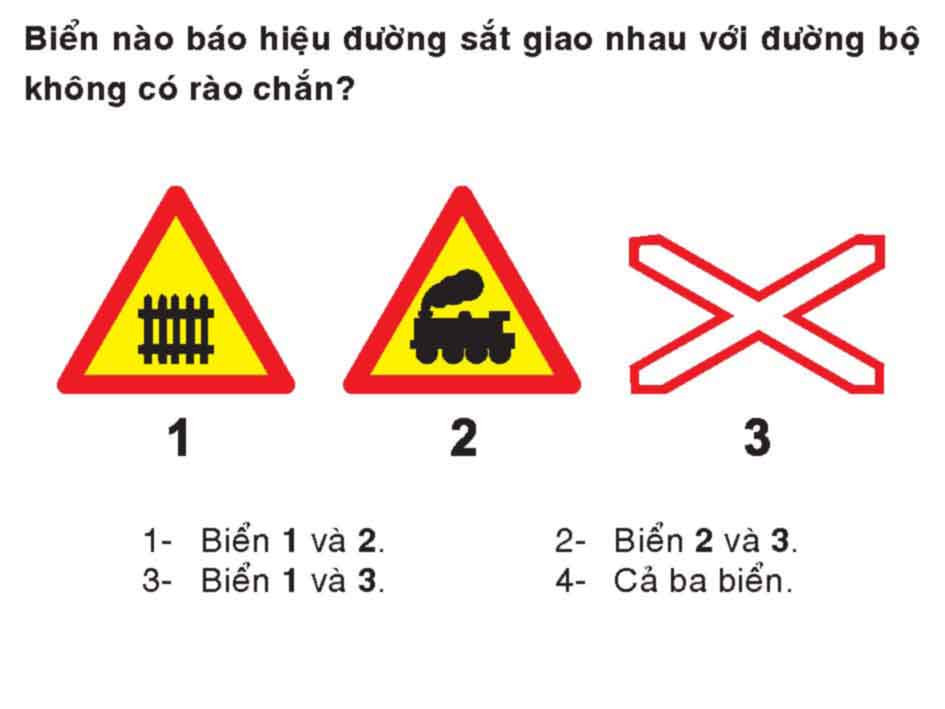 Biển nào báo hiệu đường sắt giao nhau với đường bộ
không có rào chắn?
1 2 3
1- Biển 1 và 2. 2- Biển 2 và 3.
3- Biển 1 và 3. 4- Cả ba biển.